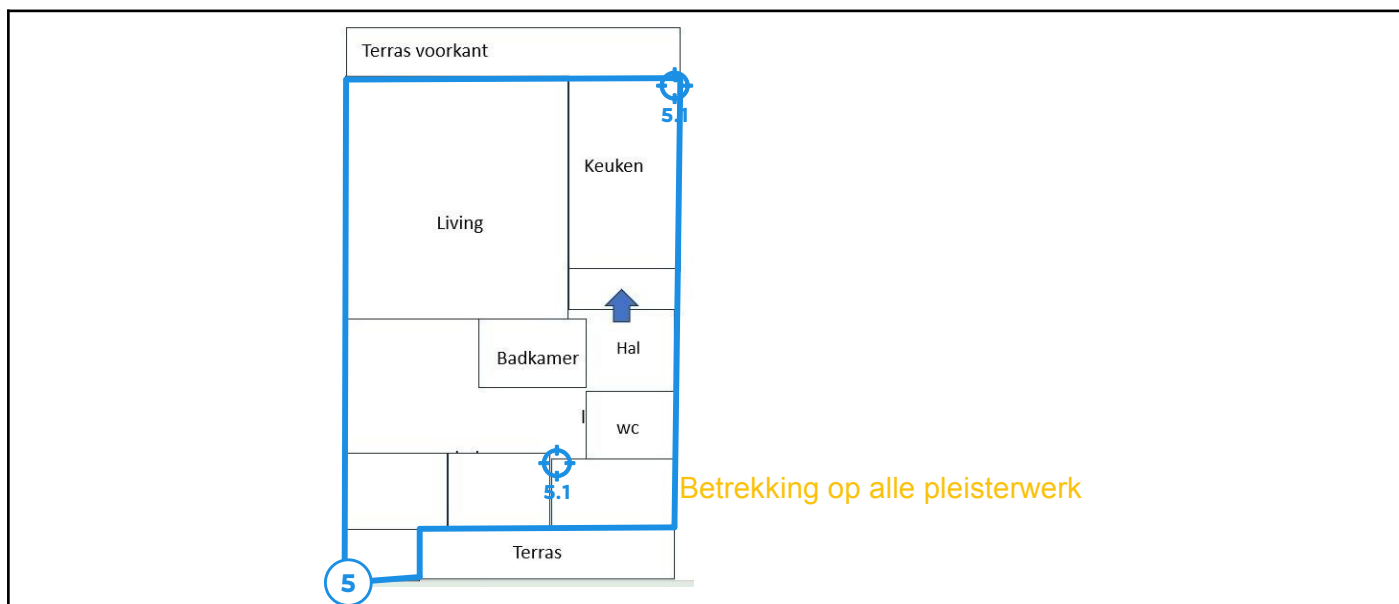 Terras voorkant
5.1
Keuken
Living
Badkamer
Hal
wc
5.1
Betrekking op alle pleisterwerk
Terras
5